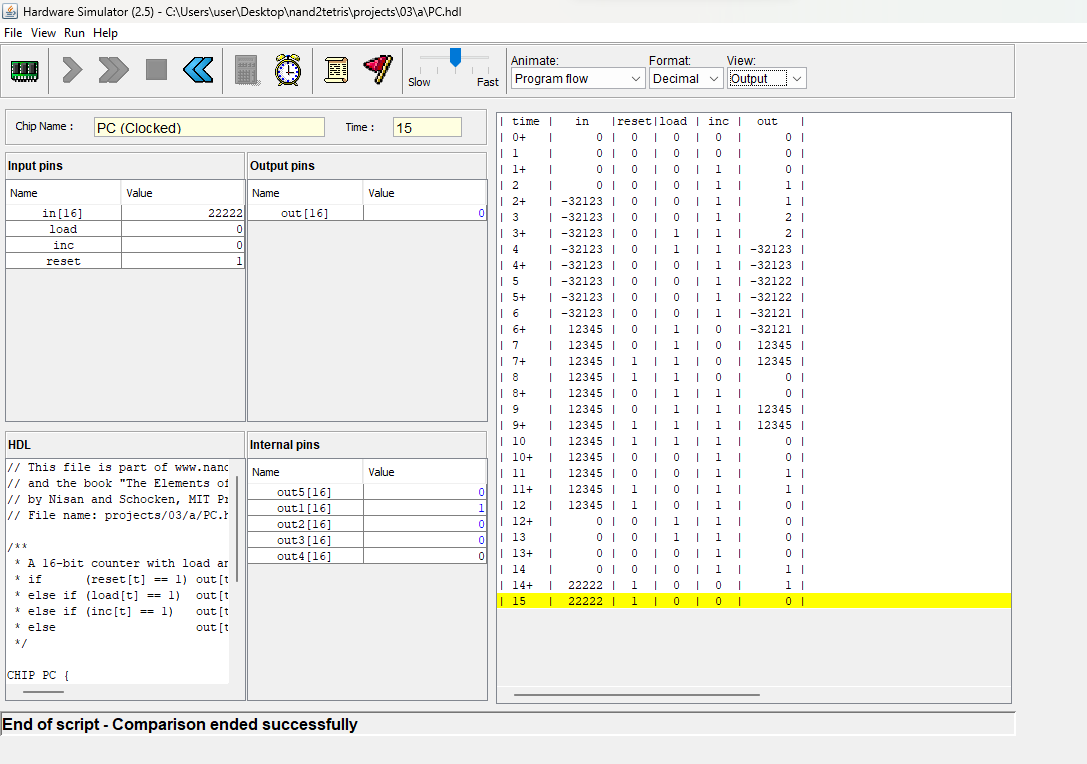 Hardware Simulator (2.5) - C:\Users\user\Desktop\nand2tetris\projects\03\a\PC.hdl
File View Run Help
Slow Fast
Animate: Format: View:
Program flow Decimal Output
Chip Name : PC (Clocked) Time : 15
Input pins
Name Value
in[16] 22222
load 0
inc 0
reset 1
Output pins
Name Value
out[16] 0
HDL
// This file is part of www.nand
// and the book "The Elements of
// by Nisan and Schocken, MIT Pr
// File name: projects/03/a/PC.h
/**
* A 16-bit counter with load an
* if (reset[t] == 1) out[t
* else if (load[t] == 1) out[t
* else if (inc[t] == 1) out[t
* else out[t
*/
CHIP PC {
Internal pins
Name Value
out5[16] 0
out1[16] 1
out2[16] 0
out3[16] 0
out4[16] 0
| time | in |reset|load | inc | out |
| 0+ | 0 | 0 | 0 | 0 | 0 |
| 1 | 0 | 0 | 0 | 0 | 0 |
| 1+ | 0 | 0 | 0 | 1 | 0 |
| 2 | 0 | 0 | 0 | 1 | 1 |
| 2+ | -32123 | 0 | 0 | 1 | 1 |
| 3 | -32123 | 0 | 0 | 1 | 2 |
| 3+ | -32123 | 0 | 1 | 1 | 2 |
| 4 | -32123 | 0 | 1 | 1 | -32123 |
| 4+ | -32123 | 0 | 0 | 1 | -32123 |
| 5 | -32123 | 0 | 0 | 1 | -32122 |
| 5+ | -32123 | 0 | 0 | 1 | -32122 |
| 6 | -32123 | 0 | 0 | 1 | -32121 |
| 6+ | 12345 | 0 | 1 | 0 | -32121 |
| 7 | 12345 | 0 | 1 | 0 | 12345 |
| 7+ | 12345 | 1 | 1 | 0 | 12345 |
| 8 | 12345 | 1 | 1 | 0 | 0 |
| 8+ | 12345 | 0 | 1 | 1 | 0 |
| 9 | 12345 | 0 | 1 | 1 | 12345 |
| 9+ | 12345 | 1 | 1 | 1 | 12345 |
| 10 | 12345 | 1 | 1 | 1 | 0 |
| 10+ | 12345 | 0 | 0 | 1 | 0 |
| 11 | 12345 | 0 | 0 | 1 | 1 |
| 11+ | 12345 | 1 | 0 | 1 | 1 |
| 12 | 12345 | 1 | 0 | 1 | 0 |
| 12+ | 0 | 0 | 1 | 1 | 0 |
| 13 | 0 | 0 | 1 | 1 | 0 |
| 13+ | 0 | 0 | 0 | 1 | 0 |
| 14 | 0 | 0 | 0 | 1 | 1 |
| 14+ | 22222 | 1 | 0 | 0 | 1 |
| 15 | 22222 | 1 | 0 | 0 | 0 |
End of script - Comparison ended successfully